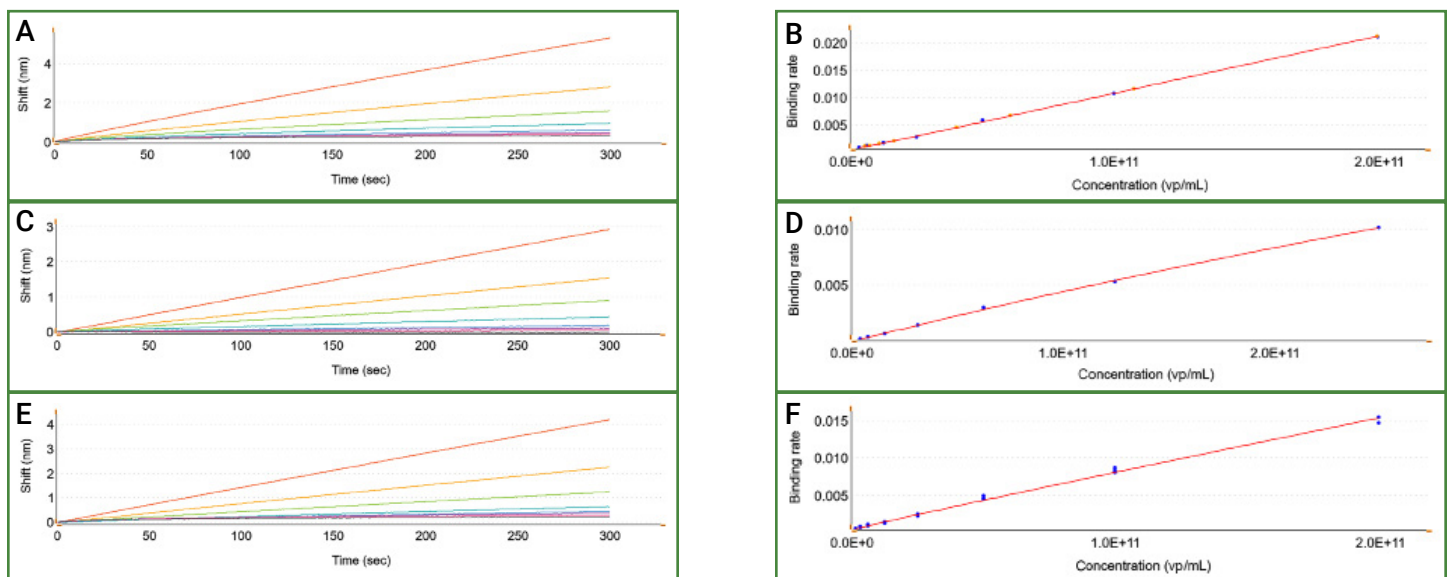 A
Shift (nm)
4
2
0
0 50 100 150 200 250 300
Time (sec)
B
Binding rate
0.020
0.015
0.010
0.005
0.0E+0 1.0E+11 2.0E+11
Concentration (vp/mL)
C
Shift (nm)
3
2
1
0
0 50 100 150 200 250 300
Time (sec)
D
Binding rate
0.010
0.005
0.0E+0 1.0E+11 2.0E+11
Concentration (vp/mL)
E
Shift (nm)
4
3
2
1
0
0 50 100 150 200 250 300
Time (sec)
F
Binding rate
0.015
0.010
0.005
0.0E+0 1.0E+11 2.0E+11
Concentration (vp/mL)